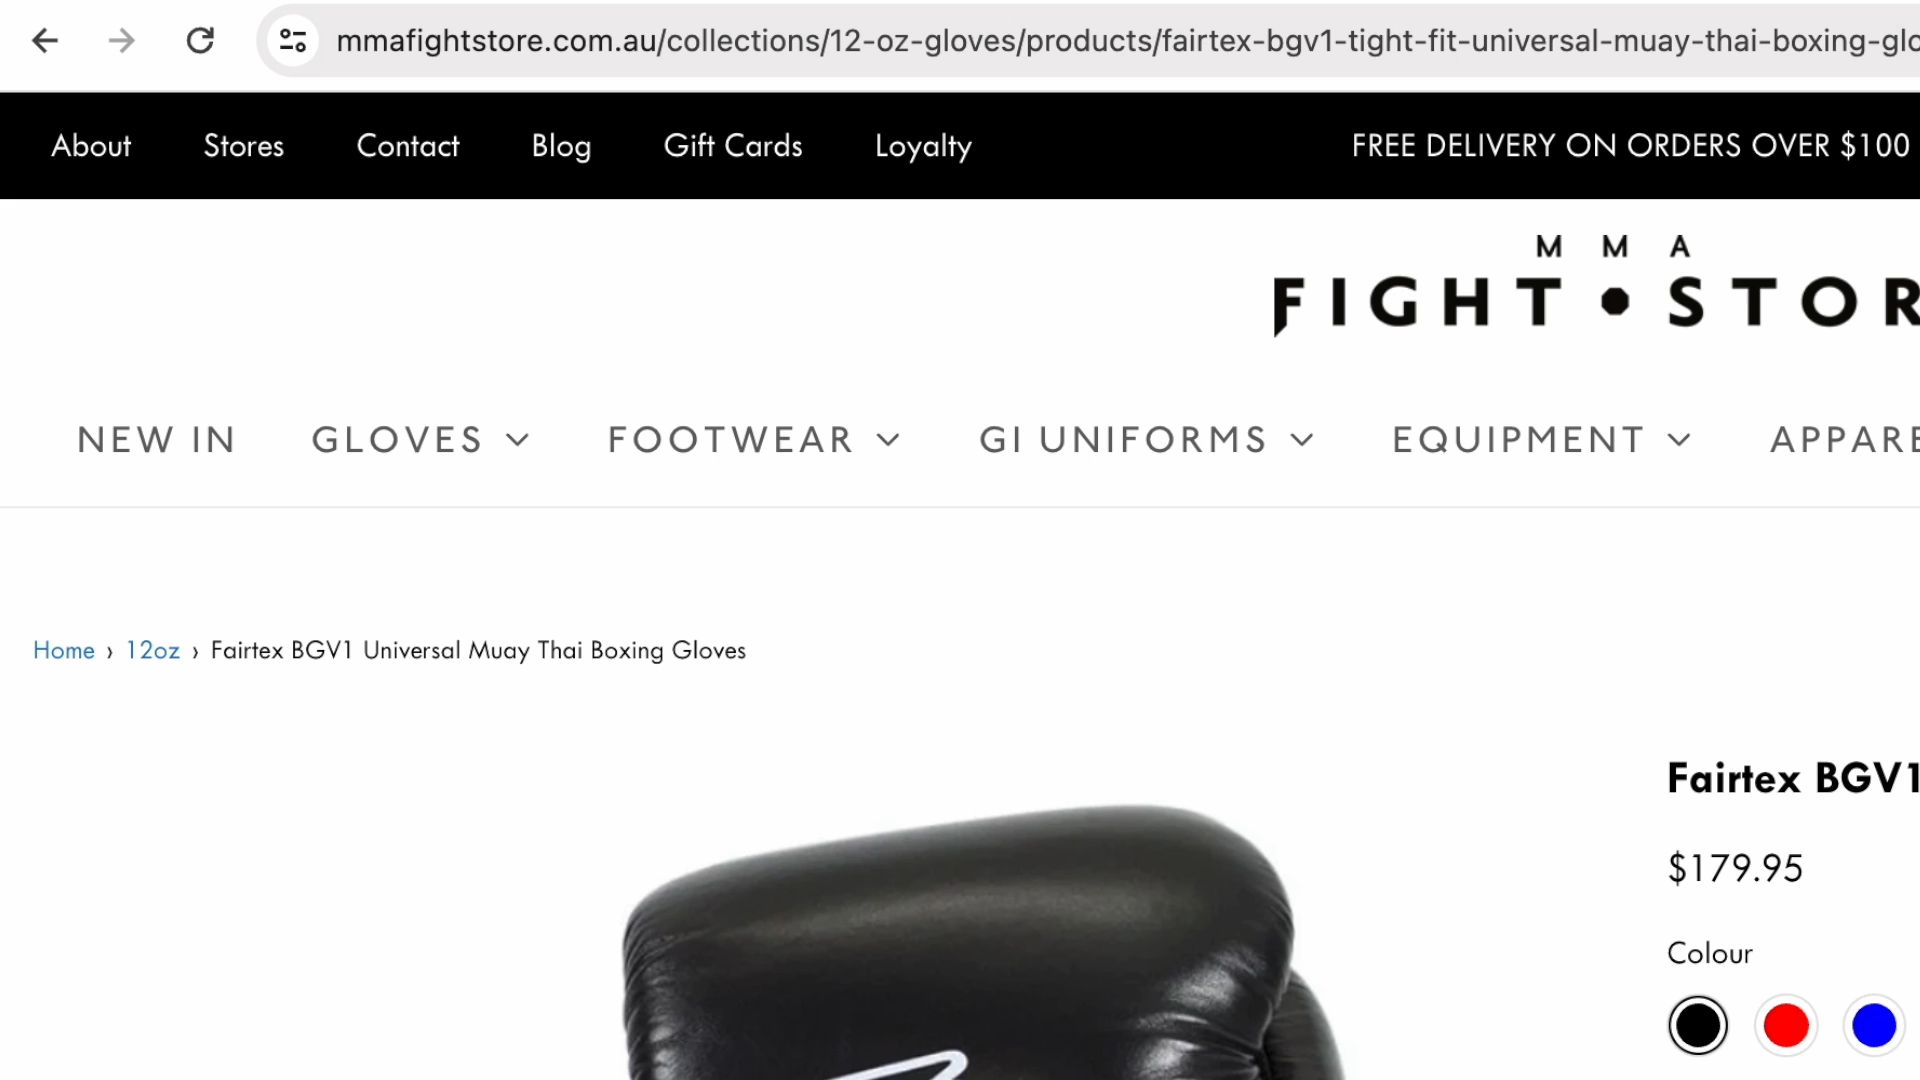 mmafightstore.com.au/collections/12-oz-gloves/products/fairtex-bgv1-tight-fit-universal-muay-thai-boxing-glo
About Stores Contact Blog Gift Cards Loyalty FREE DELIVERY ON ORDERS OVER $100
MMA
FIGHT•STOR
NEW IN GLOVES FOOTWEAR GI UNIFORMS EQUIPMENT APPARE
Home › 12oz › Fairtex BGV1 Universal Muay Thai Boxing Gloves
Fairtex BGV1
$179.95
Colour